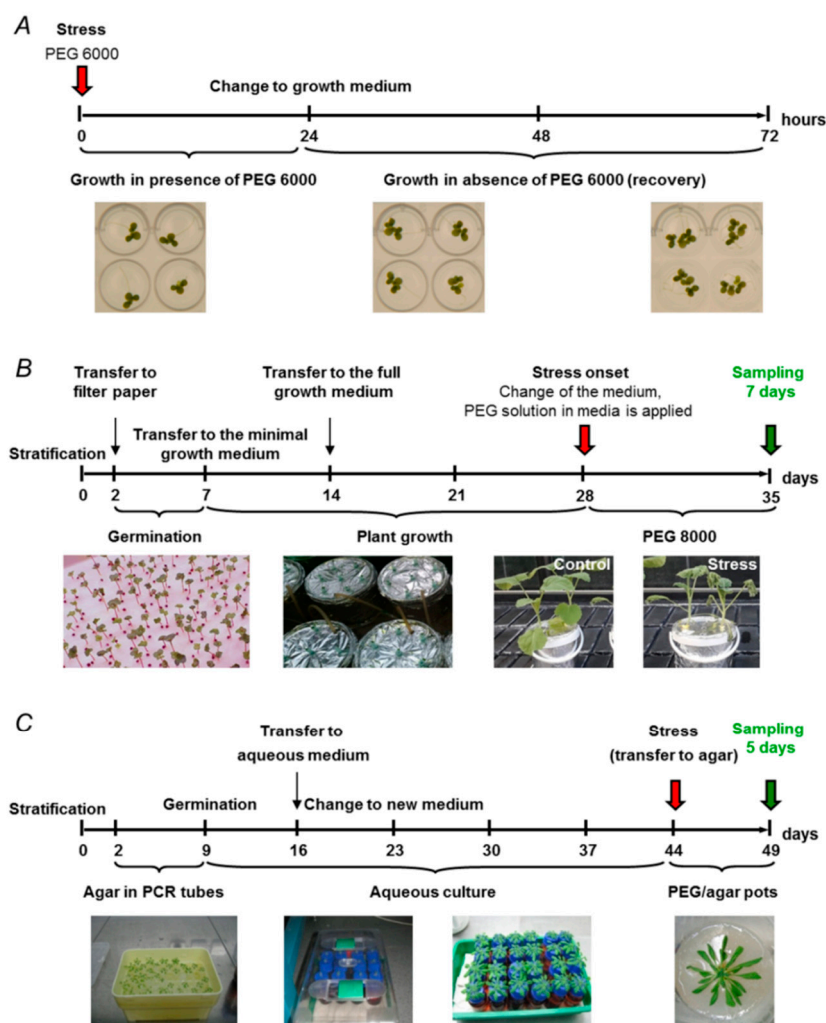 A
Stress
PEG 6000
Change to growth medium
0 24 48 72 hours
Growth in presence of PEG 6000 Growth in absence of PEG 6000 (recovery)
B
Transfer to
filter paper
Transfer to the full
growth medium
Stress onset
Change of the medium,
PEG solution in media is applied
Sampling
7 days
Stratification
Transfer to the minimal
growth medium
0 2 7 14 21 28 35 days
Germination Plant growth PEG 8000
Control Stress
C
Transfer to
aqueous medium
Stress
(transfer to agar)
Sampling
5 days
Stratification Germination Change to new medium
0 2 9 16 23 30 37 44 49 days
Agar in PCR tubes Aqueous culture PEG/agar pots